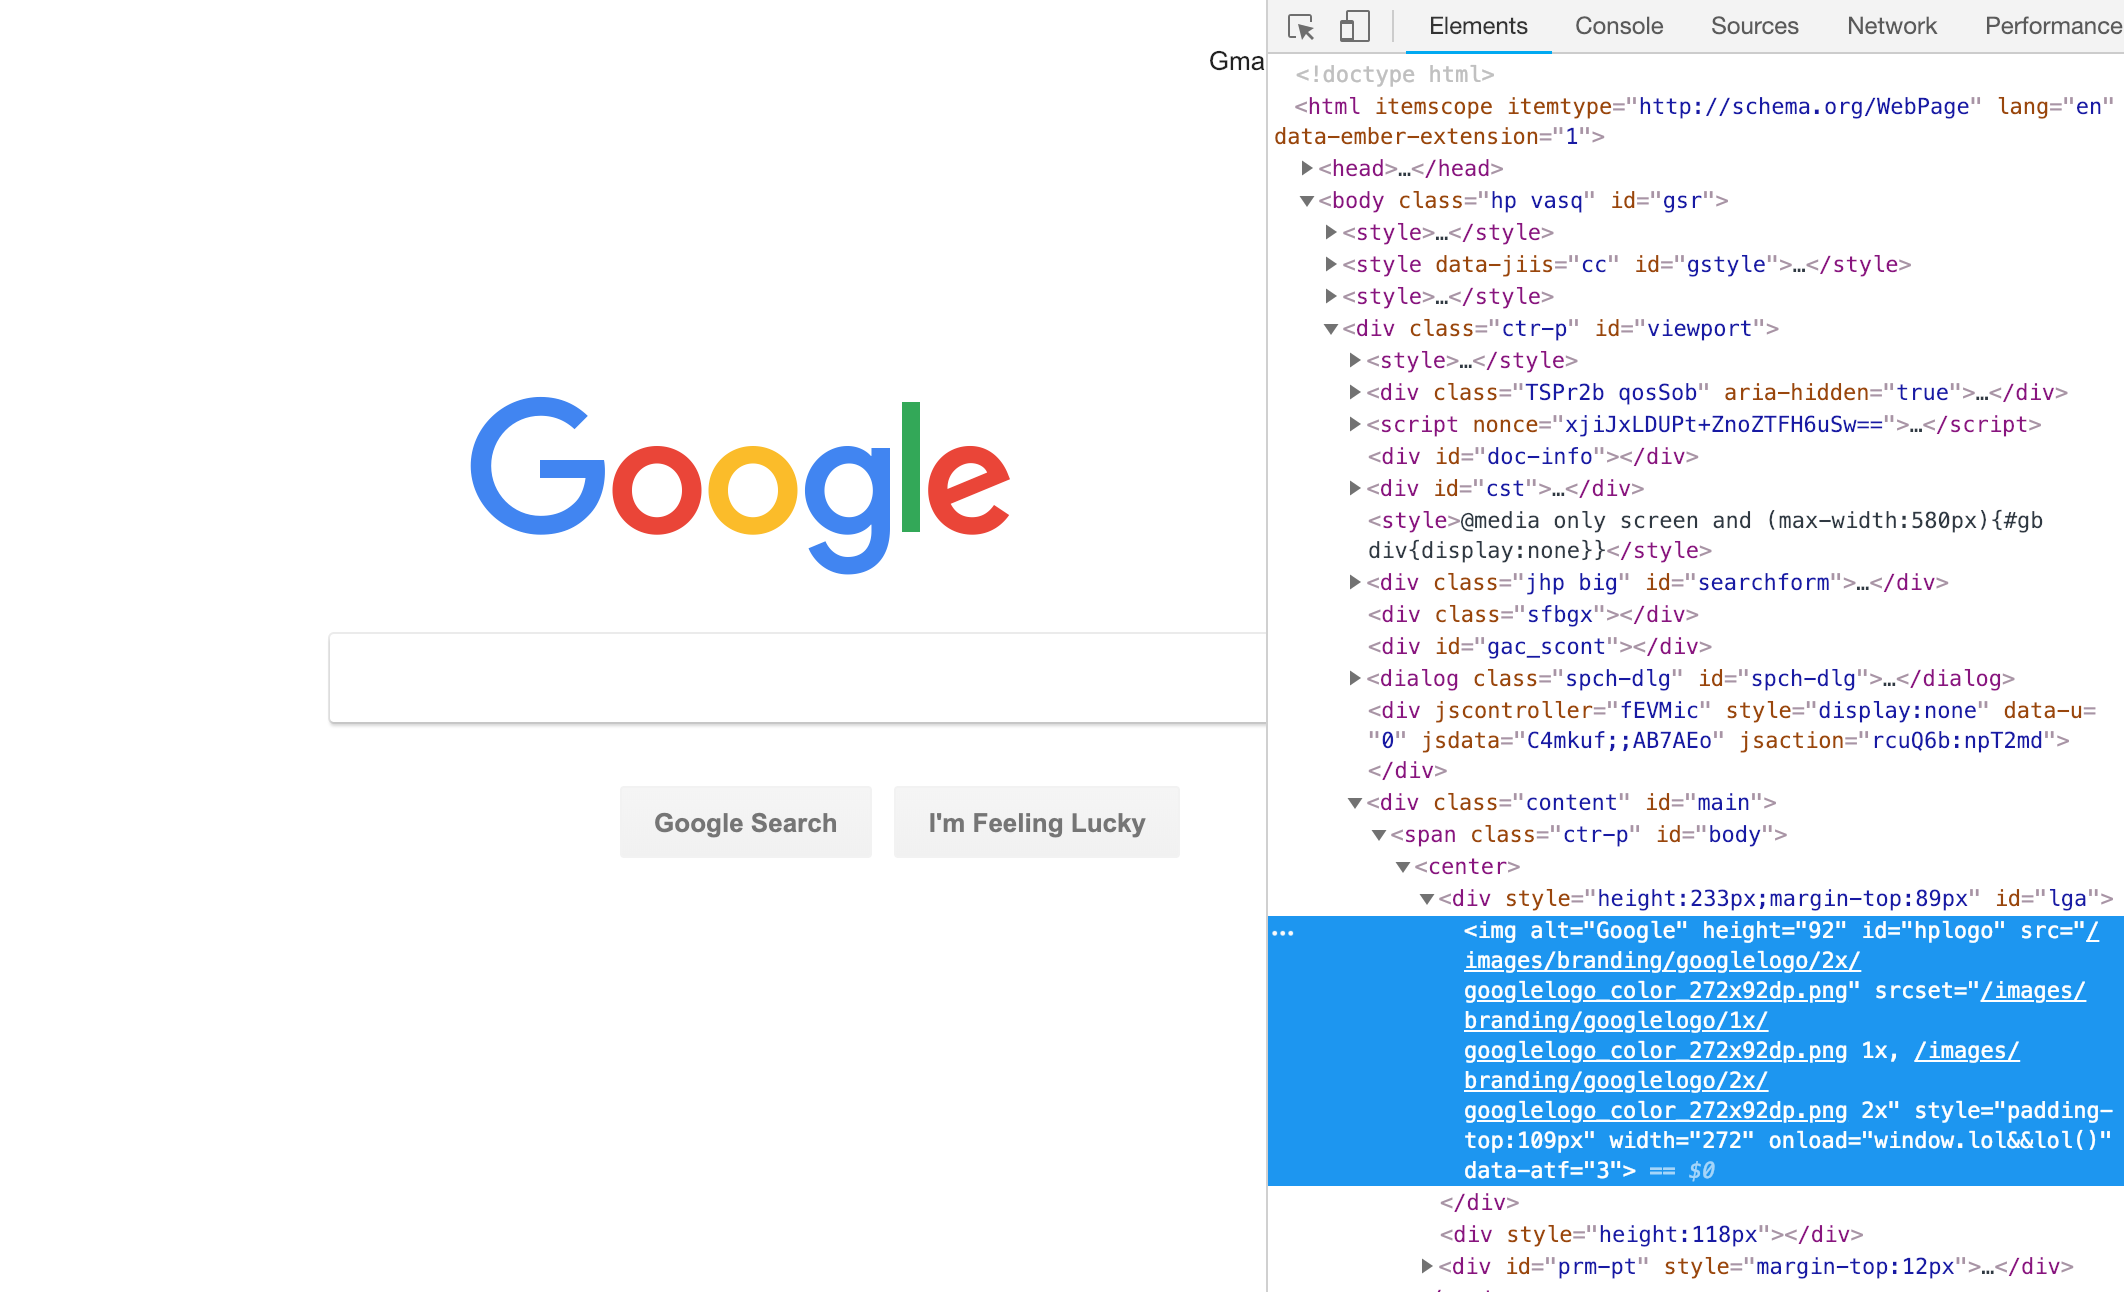 Gma
Google
Google Search
I'm Feeling Lucky
Elements Console Sources Network Performance
<!doctype html>
<html itemscope itemtype="http://schema.org/WebPage" lang="en"
data-ember-extension="1">
<head>…</head>
<body class="hp vasq" id="gsr">
<style>…</style>
<style data-jiis="cc" id="gstyle">…</style>
<style>…</style>
<div class="ctr-p" id="viewport">
<style>…</style>
<div class="TSPr2b qosSob" aria-hidden="true">…</div>
<script nonce="xjiJxLDUPt+ZnoZTFH6uSw==">…</script>
<div id="doc-info"></div>
<div id="cst">…</div>
<style>@media only screen and (max-width:580px){#gb
div{display:none}}</style>
<div class="jhp big" id="searchform">…</div>
<div class="sfbgx"></div>
<div id="gac_scont"></div>
<dialog class="spch-dlg" id="spch-dlg">…</dialog>
<div jscontroller="fEVMic" style="display:none" data-u=
"0" jsdata="C4mkuf;;AB7AEo" jsaction="rcuQ6b:npT2md">
</div>
<div class="content" id="main">
<span class="ctr-p" id="body">
<center>
<div style="height:233px;margin-top:89px" id="lga">
… <img alt="Google" height="92" id="hplogo" src="/
images/branding/googlelogo/2x/
googlelogo_color_272x92dp.png" srcset="/images/
branding/googlelogo/1x/
googlelogo_color_272x92dp.png 1x, /images/
branding/googlelogo/2x/
googlelogo_color_272x92dp.png 2x" style="padding-
top:109px" width="272" onload="window.lol&&lol()"
data-atf="3"> == $0
</div>
<div style="height:118px"></div>
<div id="prm-pt" style="margin-top:12px">…</div>